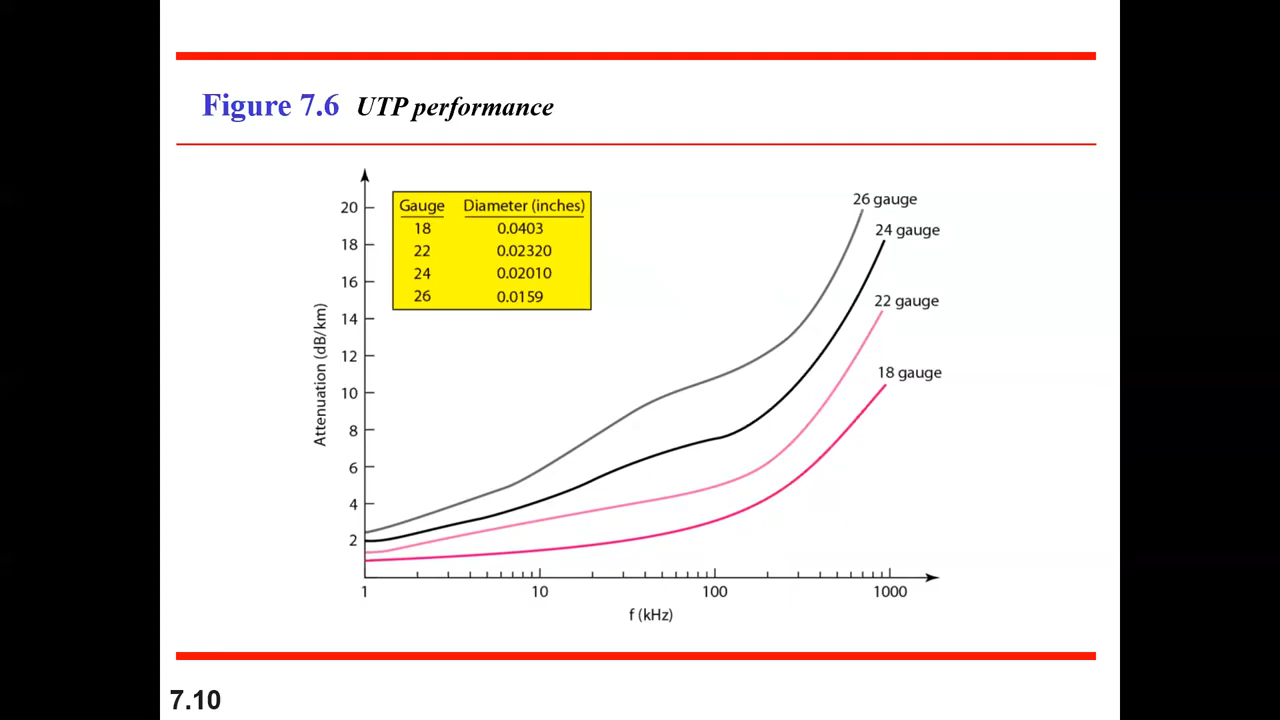 Figure 7.6 UTP performance
Gauge Diameter (inches)
18 0.0403
22 0.02320
24 0.02010
26 0.0159
26 gauge
24 gauge
22 gauge
18 gauge
Attenuation (dB/km)
20
18
16
14
12
10
8
6
4
2
1 10 100 1000
f (kHz)
7.10